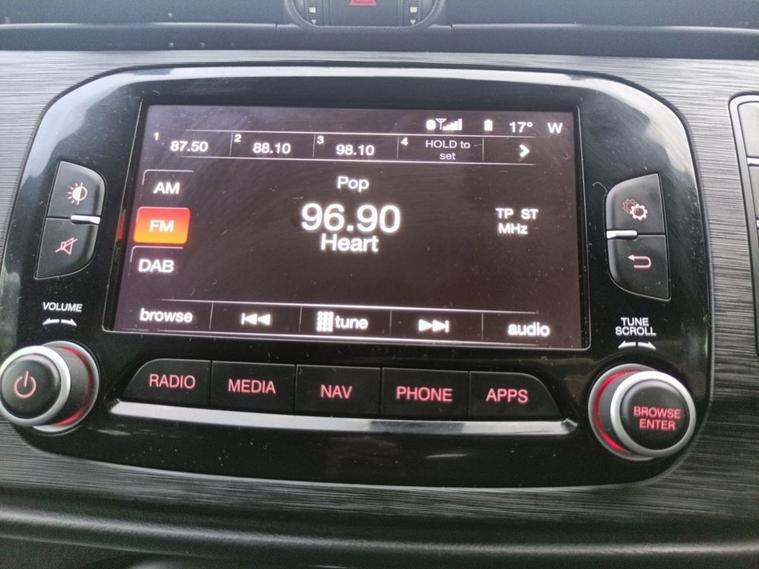 17° W
1 87.50 2 88.10 3 98.10 4 HOLD to
set
AM
Pop
FM
96.90
TP ST
MHz
Heart
DAB
browse tune audio
VOLUME
TUNE
SCROLL
RADIO MEDIA NAV PHONE APPS
BROWSE
ENTER